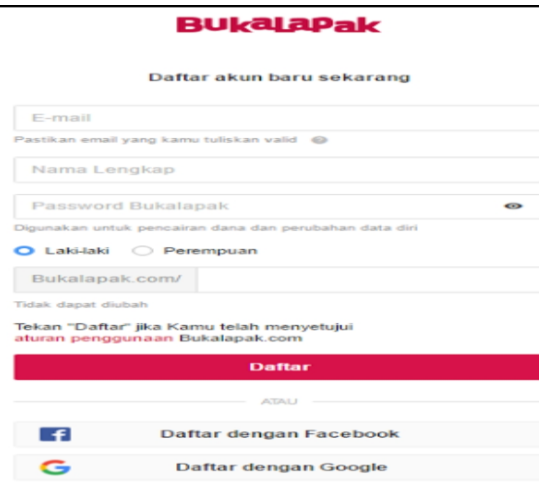 BUKALAPAK
Daftar akun baru sekarang
E-mail
Pastikan email yang kamu tuliskan valid
Nama Lengkap
Password Bukalapak
Digunakan untuk pencairan dana dan perubahan data diri
Laki-laki Perempuan
Bukalapak.com/
Tidak dapat diubah
Tekan "Daftar" jika Kamu telah menyetujui
aturan penggunaan Bukalapak.com
Daftar
ATAU
Daftar dengan Facebook
Daftar dengan Google